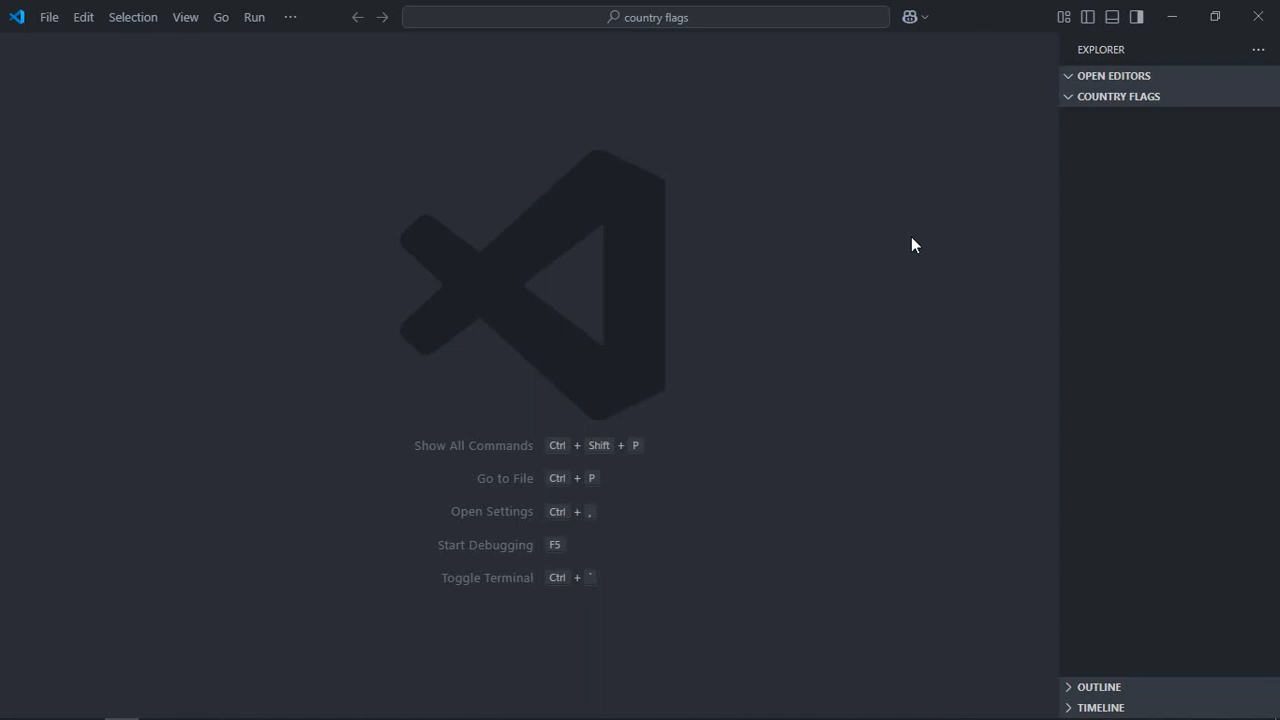 File Edit Selection View Go Run ···
country flags
EXPLORER ···
OPEN EDITORS
COUNTRY FLAGS
Show All Commands Ctrl + Shift + P
Go to File Ctrl + P
Open Settings Ctrl + ,
Start Debugging F5
Toggle Terminal Ctrl + `
OUTLINE
TIMELINE